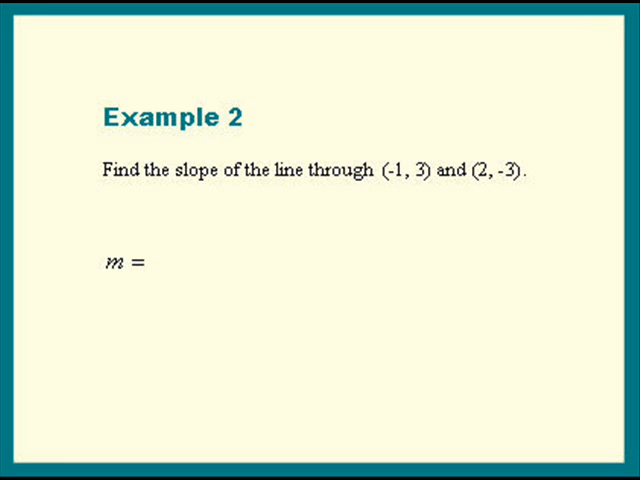 Example 2
Find the slope of the line through (-1, 3) and (2, -3).
m =